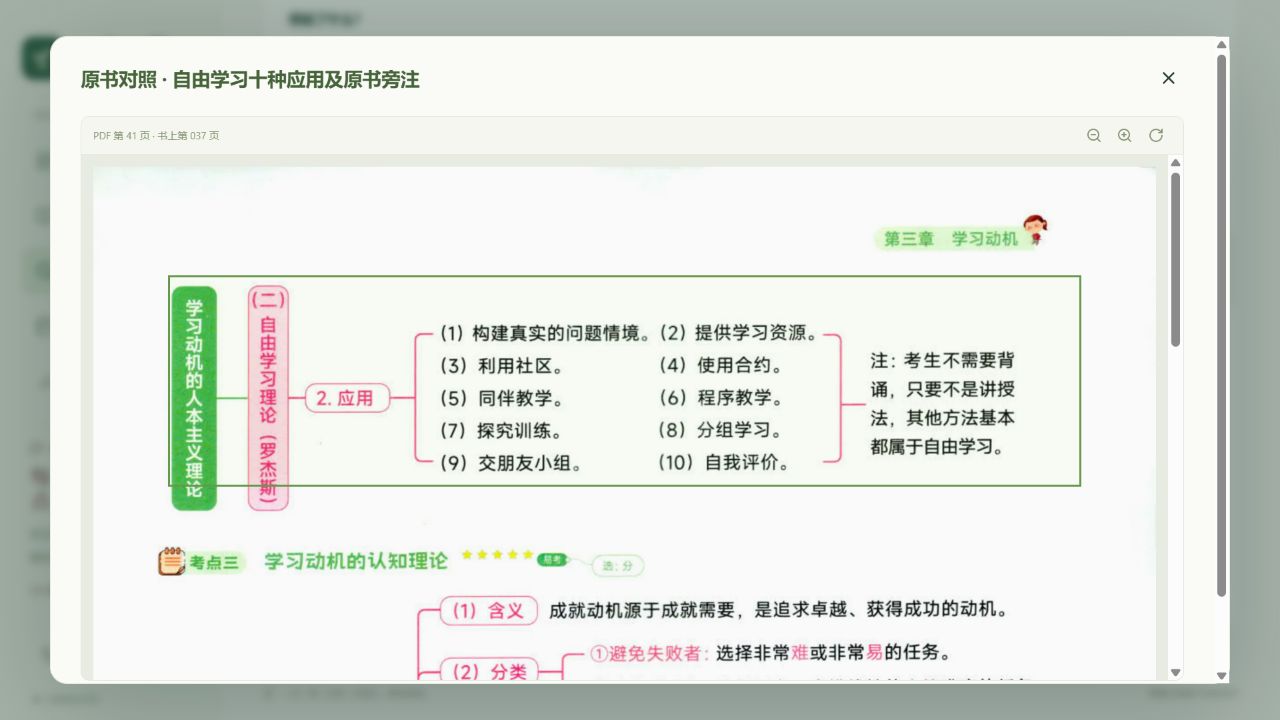 原书对照 · 自由学习十种应用及原书旁注
PDF 第 41 页 · 书上第 037 页
第三章 学习动机
学习动机的人本主义理论
(二)自由学习理论(罗杰斯)
2. 应用
(1) 构建真实的问题情境。(2) 提供学习资源。
(3) 利用社区。 (4) 使用合约。
(5) 同伴教学。 (6) 程序教学。
(7) 探究训练。 (8) 分组学习。
(9) 交朋友小组。 (10) 自我评价。
注: 考生不需要背
诵，只要不是讲授
法，其他方法基本
都属于自由学习。
考点三 学习动机的认知理论
选: 分
(1) 含义 成就动机源于成就需要，是追求卓越、获得成功的动机。
(2) 分类
①避免失败者: 选择非常难或非常易的任务。